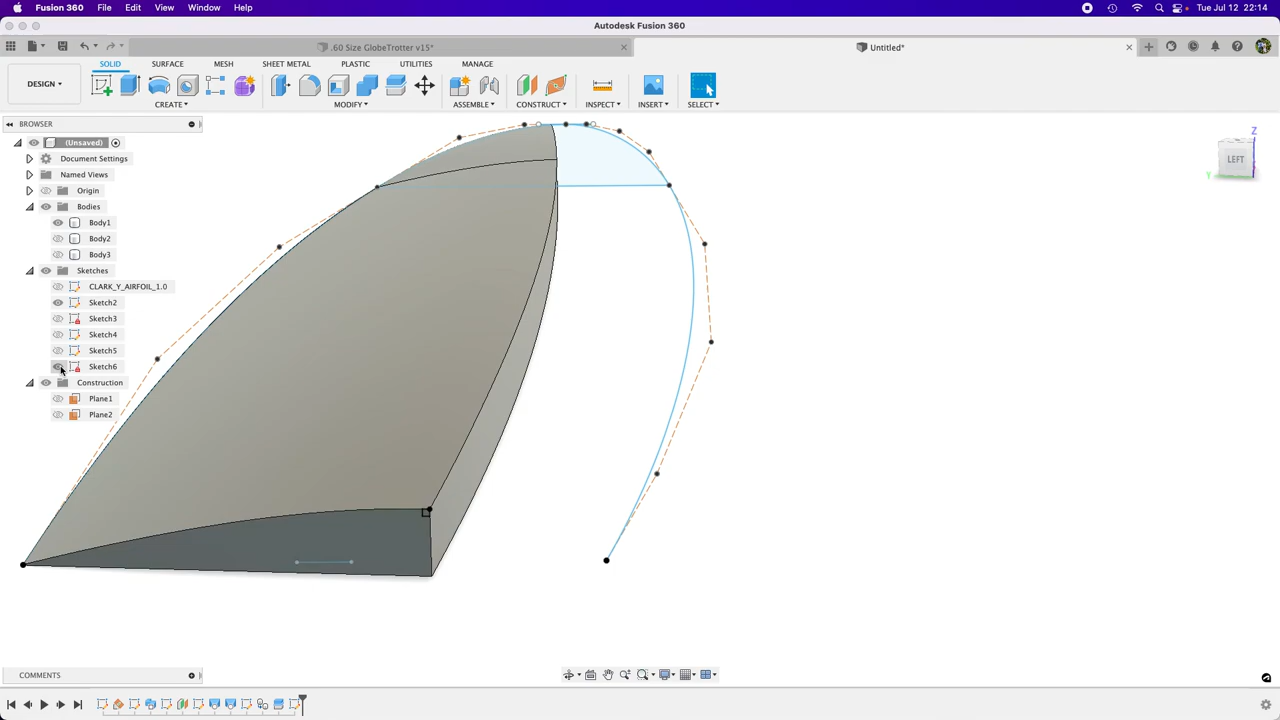 Fusion 360 File Edit View Window Help Tue Jul 12 22:14
Autodesk Fusion 360
.60 Size GlobeTrotter v15* Untitled*
SOLID SURFACE MESH SHEET METAL PLASTIC UTILITIES MANAGE
DESIGN
CREATE MODIFY ASSEMBLE CONSTRUCT INSPECT INSERT SELECT
BROWSER
(Unsaved)
Document Settings
Named Views
Origin
Bodies
Body1
Body2
Body3
Sketches
CLARK_Y_AIRFOIL_1.0
Sketch2
Sketch3
Sketch4
Sketch5
Sketch6
Construction
Plane1
Plane2
Z
LEFT
Y
COMMENTS